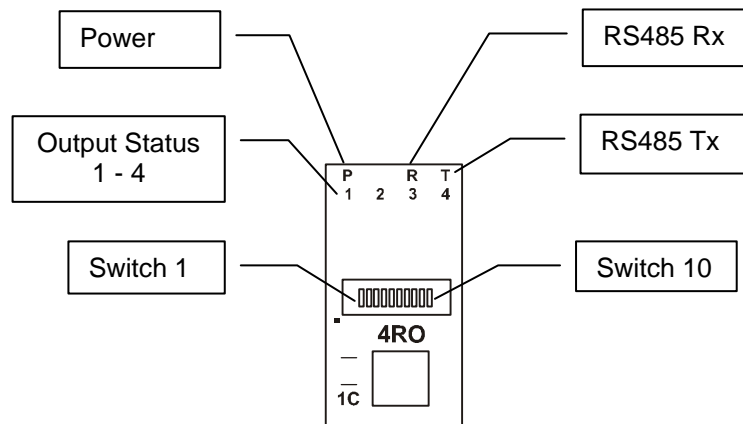 Power
RS485 Rx
Output Status
1 - 4
RS485 Tx
P R T
1 2 3 4
Switch 1
Switch 10
4RO
1C